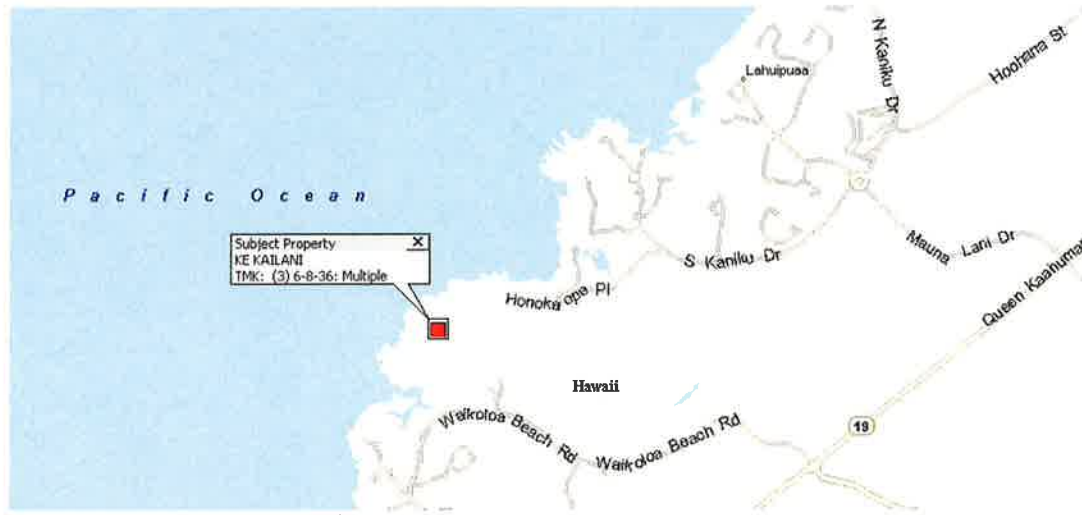 N Kaniku Dr
Hoohana St
Lahuipuaa
Pacific Ocean
Subject Property X
KE KAILANI
TMK: (3) 6-8-36: Multiple
S Kaniku Dr
Mauna Lani Dr
Honokaope Pl
Queen Kaahuma
Hawaii
Waikoloa Beach Rd
Waikoloa Beach Rd
19